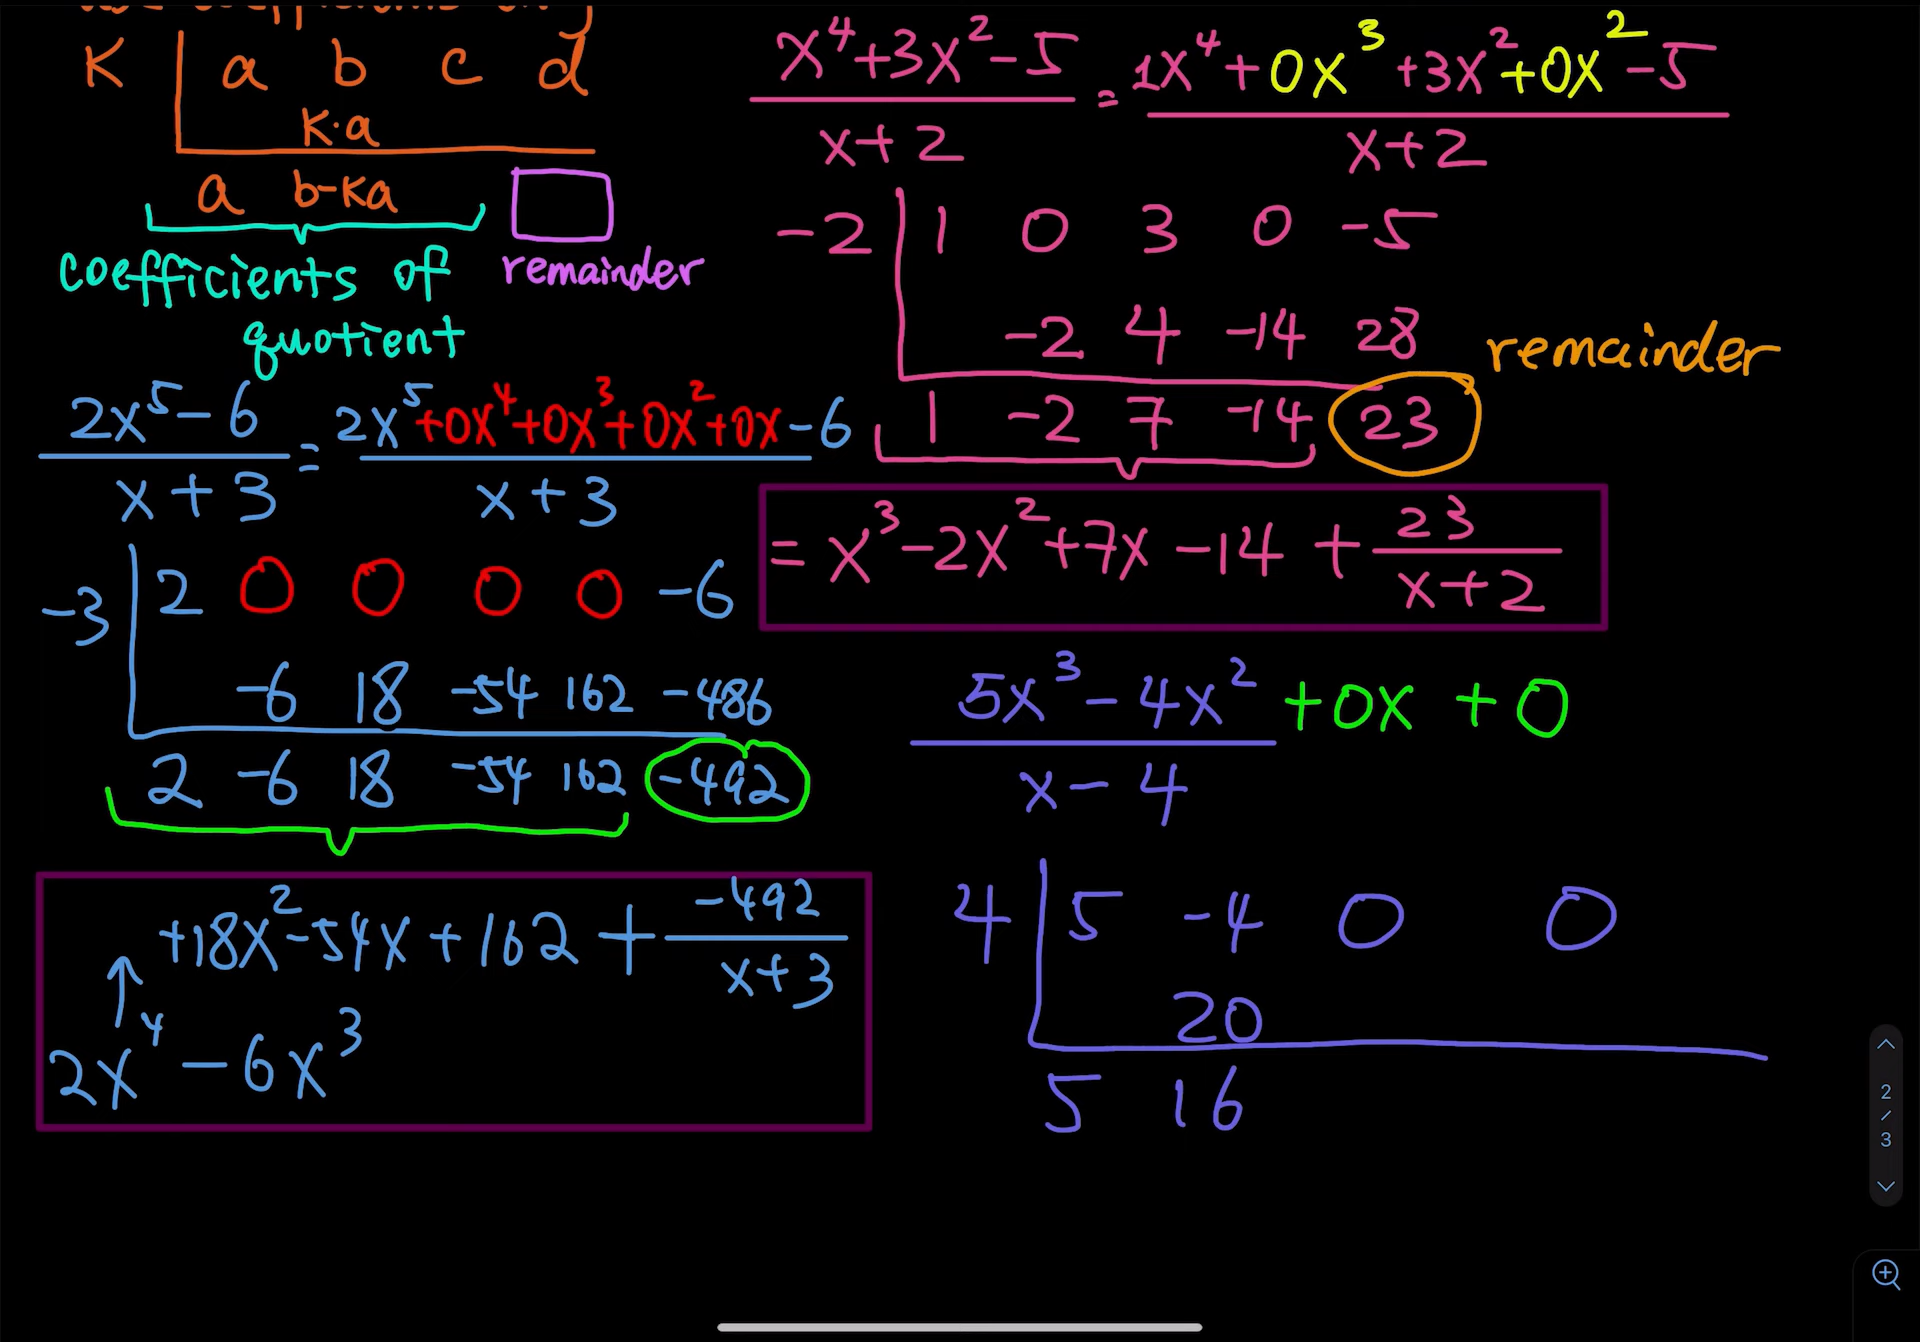 K | a b c d
K·a
a b-Ka
coefficients of
quotient
remainder
2x⁵ - 6 / x + 3 = 2x⁵ + 0x⁴ + 0x³ + 0x² + 0x - 6 / x + 3
-3 | 2 0 0 0 0 -6
-6 18 -54 162 -486
2 -6 18 -54 162 -492
+18x² - 54x + 162 + -492 / x + 3
↑
2x⁴ - 6x³
x⁴ + 3x² - 5 / x + 2 = 1x⁴ + 0x³ + 3x² + 0x² - 5 / x + 2
-2 | 1 0 3 0 -5
-2 4 -14 28
remainder
1 -2 7 -14 23
= x³ - 2x² + 7x - 14 + 23 / x + 2
5x³ - 4x² + 0x + 0
x - 4
4 | 5 -4 0 0
20
5 16
2
/
3